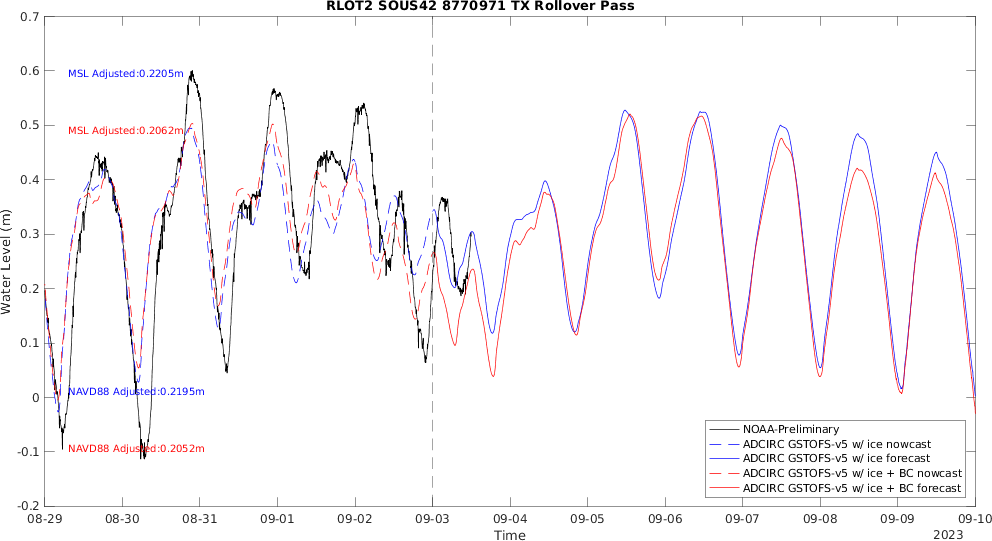 RLOT2 SOUS42 8770971 TX Rollover Pass
0.7
0.6
0.5
0.4
0.3
0.2
0.1
0
-0.1
-0.2
Water Level (m)
MSL Adjusted:0.2205m
MSL Adjusted:0.2062m
NAVD88 Adjusted:0.2195m
NAVD88 Adjusted:0.2052m
NOAA-Preliminary
ADCIRC GSTOFS-v5 w/ ice nowcast
ADCIRC GSTOFS-v5 w/ ice forecast
ADCIRC GSTOFS-v5 w/ ice + BC nowcast
ADCIRC GSTOFS-v5 w/ ice + BC forecast
08-29 08-30 08-31 09-01 09-02 09-03 09-04 09-05 09-06 09-07 09-08 09-09 09-10
Time
2023